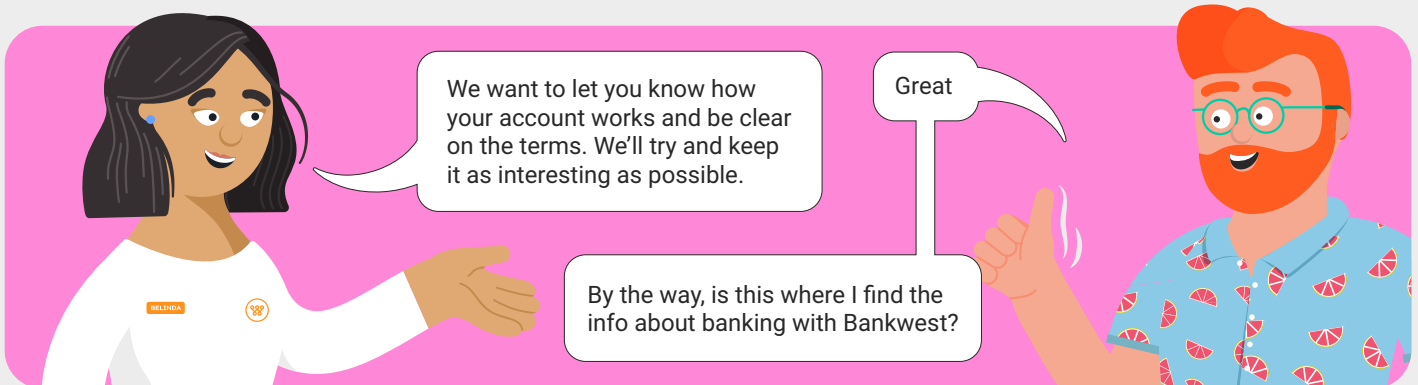 We want to let you know how
your account works and be clear
on the terms. We’ll try and keep
it as interesting as possible.
Great
By the way, is this where I find the
info about banking with Bankwest?
BELINDA